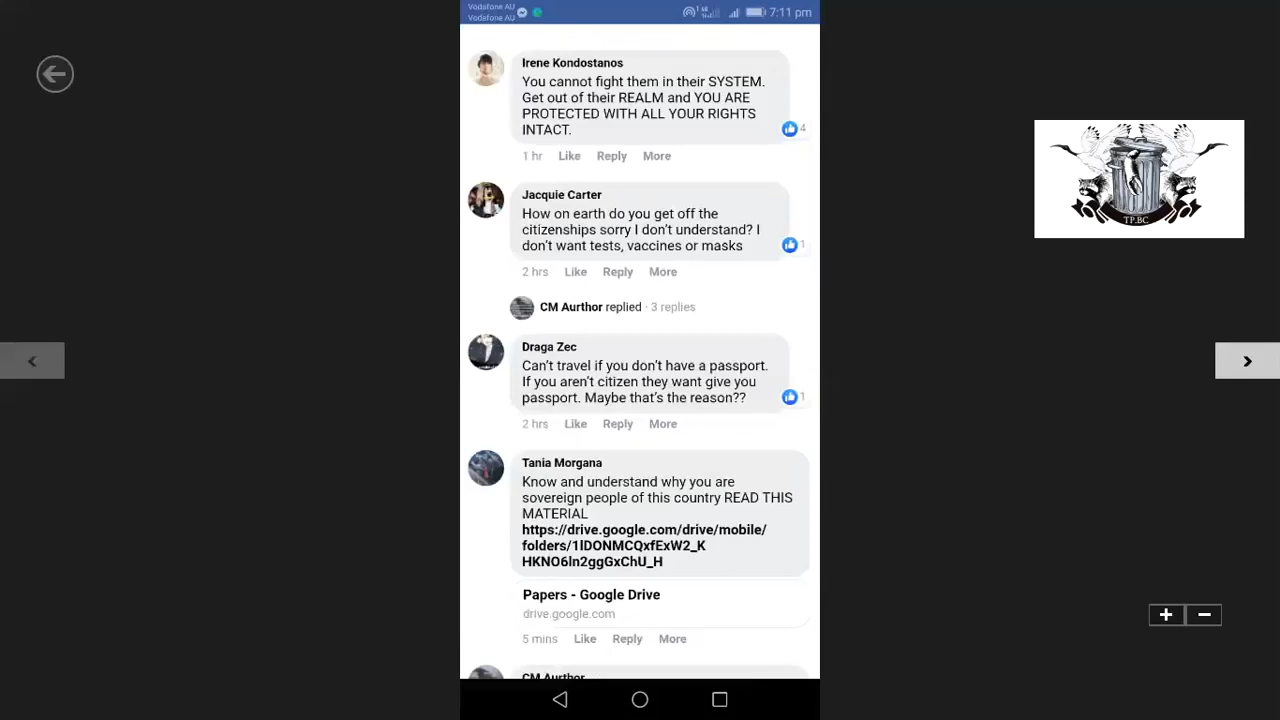 Vodafone AU
Vodafone AU
7:11 pm
Irene Kondostanos
You cannot fight them in their SYSTEM.
Get out of their REALM and YOU ARE
PROTECTED WITH ALL YOUR RIGHTS
INTACT.
4
1 hr Like Reply More
Jacquie Carter
How on earth do you get off the
citizenships sorry I don't understand? I
don't want tests, vaccines or masks
1
2 hrs Like Reply More
CM Aurthor replied · 3 replies
Draga Zec
Can't travel if you don't have a passport.
If you aren't citizen they want give you
passport. Maybe that's the reason??
1
2 hrs Like Reply More
Tania Morgana
Know and understand why you are
sovereign people of this country READ THIS
MATERIAL
https://drive.google.com/drive/mobile/
folders/1lDONMCQxfExW2_K
HKNO6ln2ggGxChU_H
Papers - Google Drive
drive.google.com
5 mins Like Reply More
CM Aurthor
TP.BC